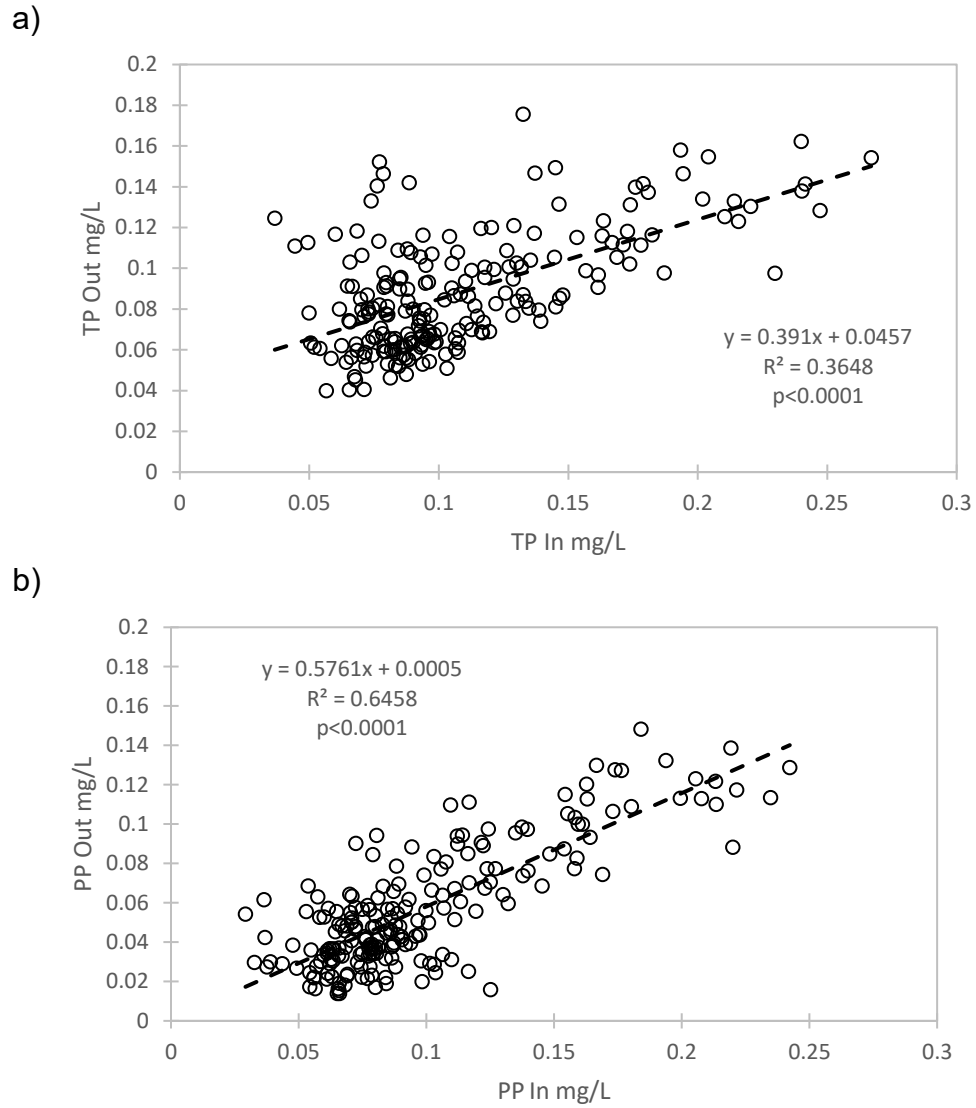 a)
0.2
0.18
0.16
0.14
0.12
0.1
0.08
0.06
0.04
0.02
0
TP Out mg/L
y = 0.391x + 0.0457
R² = 0.3648
p<0.0001
0 0.05 0.1 0.15 0.2 0.25 0.3
TP In mg/L
b)
0.2
0.18
0.16
0.14
0.12
0.1
0.08
0.06
0.04
0.02
0
PP Out mg/L
y = 0.5761x + 0.0005
R² = 0.6458
p<0.0001
0 0.05 0.1 0.15 0.2 0.25 0.3
PP In mg/L